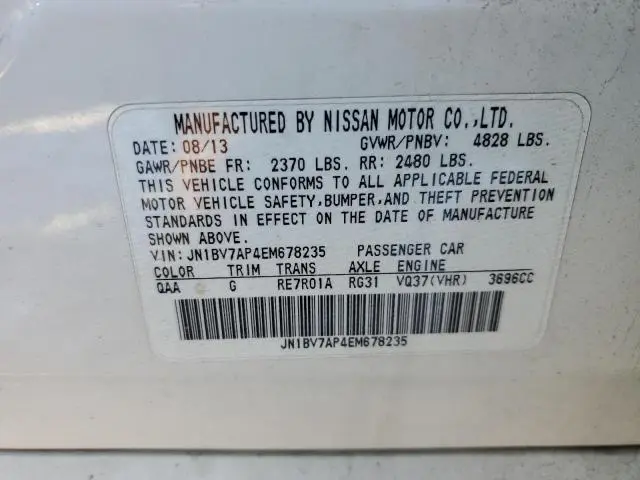 MANUFACTURED BY NISSAN MOTOR CO.,LTD.
DATE: 08/13 GVWR/PNBV: 4828 LBS.
GAWR/PNBE FR: 2370 LBS. RR: 2480 LBS.
THIS VEHICLE CONFORMS TO ALL APPLICABLE FEDERAL
MOTOR VEHICLE SAFETY,BUMPER,AND THEFT PREVENTION
STANDARDS IN EFFECT ON THE DATE OF MANUFACTURE
SHOWN ABOVE.
VIN: JN1BV7AP4EM678235 PASSENGER CAR
COLOR TRIM TRANS AXLE ENGINE
QAA G RE7R01A RG31 VQ37(VHR) 3696CC
JN1BV7AP4EM678235